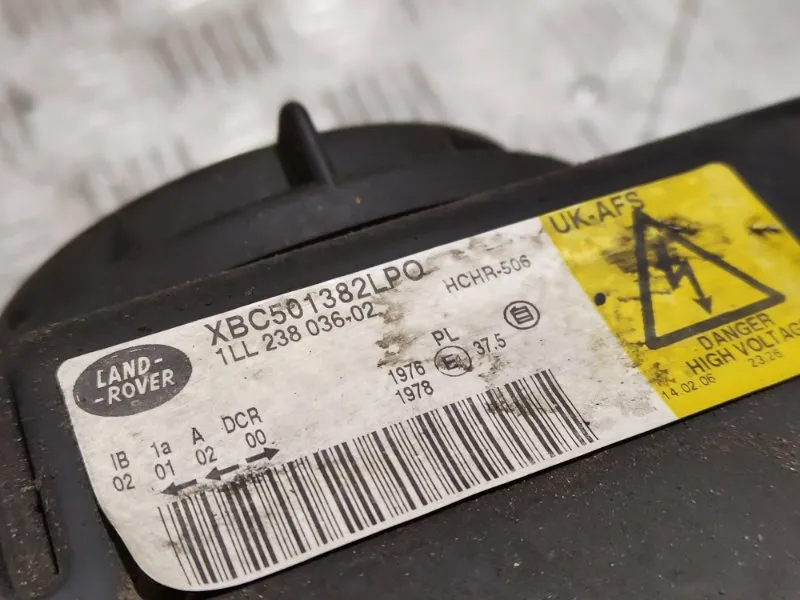 LAND-
-ROVER
XBC501382LPO
1LL 238 036-02
HCHR-506
IB 1a A DCR
02 01 02 00
PL
1976 E4 37.5
1978
UK-AFS
DANGER
HIGH VOLTAGE
14.02.06 23:26